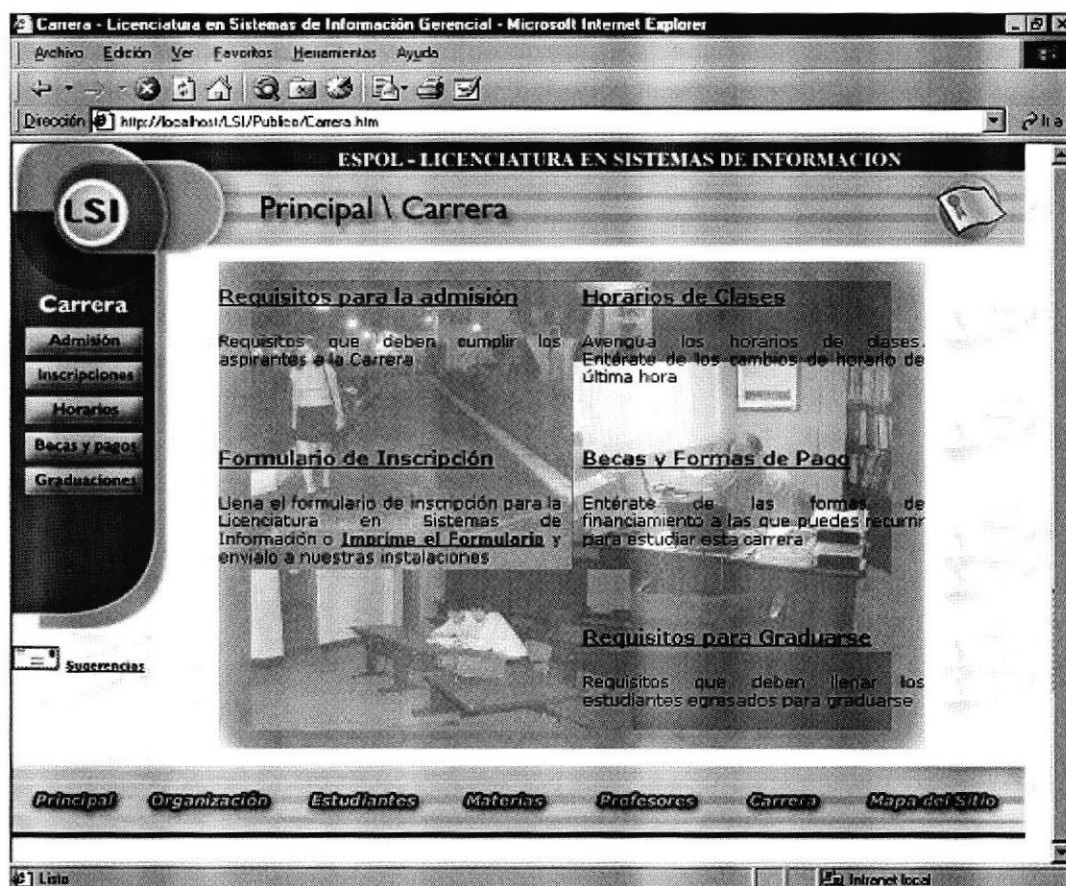 Carrera - Licenciatura en Sistemas de Información Gerencial - Microsoft Internet Explorer
Archivo Edición Ver Favoritos Herramientas Ayuda
Dirección http://localhost/LSI/Publico/Carrera.htm Ir a
ESPOL - LICENCIATURA EN SISTEMAS DE INFORMACION
LSI
Principal \ Carrera
Carrera
Admisión
Inscripciones
Horarios
Becas y pagos
Graduaciones
Sugerencias
Requisitos para la admisión
Requisitos que deben cumplir los
aspirantes a la Carrera
Formulario de Inscripción
Llena el formulario de inscripción para la
Licenciatura en Sistemas de
Información o Imprime el Formulario y
envialo a nuestras instalaciones
Horarios de Clases
Averigua los horarios de clases.
Entérate de los cambios de horario de
última hora
Becas y Formas de Pago
Entérate de las formas de
financiamiento a las que puedes recurrir
para estudiar esta carrera
Requisitos para Graduarse
Requisitos que deben llenar los
estudiantes egresados para graduarse
Principal Organización Estudiantes Materias Profesores Carrera Mapa del Sitio
Listo Intranet local